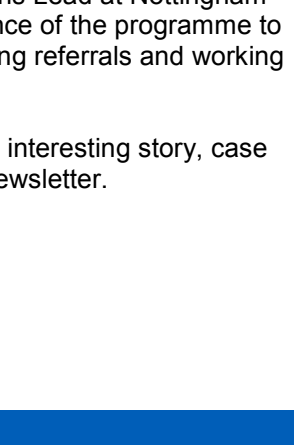 ns Lead at Nottingham
nce of the programme to
ng referrals and working
interesting story, case
ewsletter.